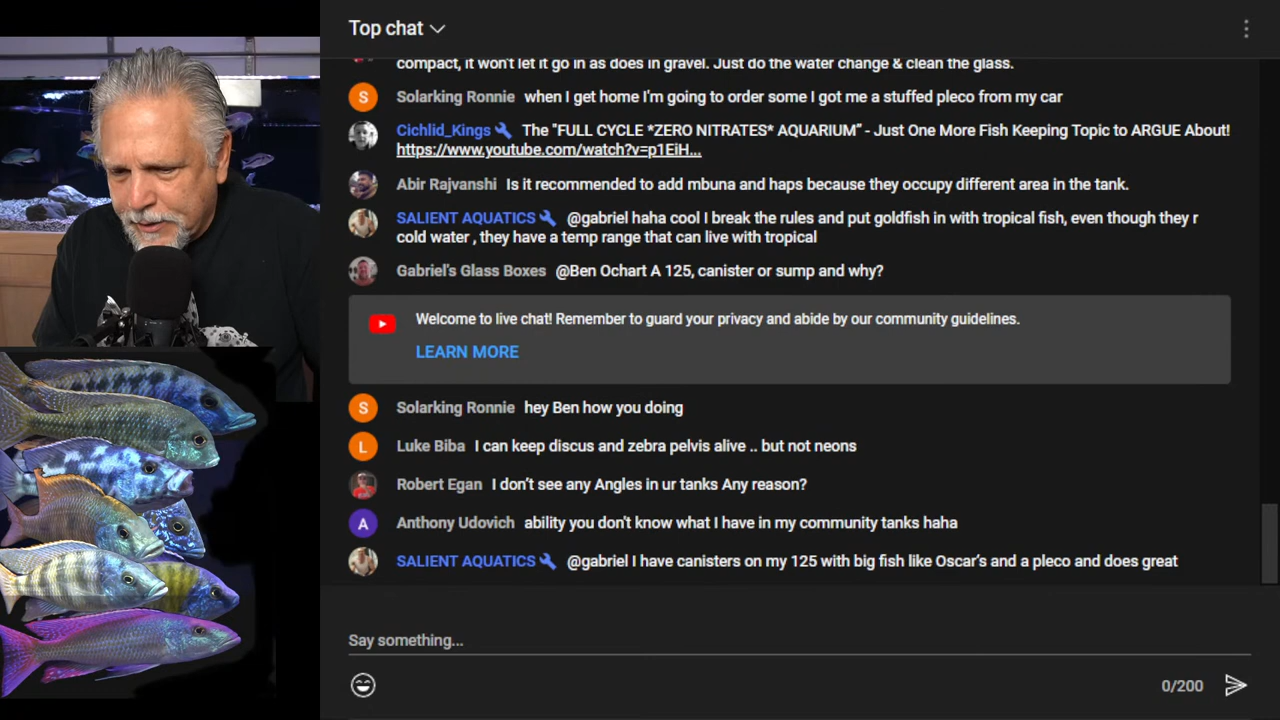 Top chat
compact, it won't let it go in as does in gravel. Just do the water change & clean the glass.
S Solarking Ronnie when I get home I'm going to order some I got me a stuffed pleco from my car
Cichlid_Kings The "FULL CYCLE *ZERO NITRATES* AQUARIUM" - Just One More Fish Keeping Topic to ARGUE About!
https://www.youtube.com/watch?v=p1EiH...
Abir Rajvanshi Is it recommended to add mbuna and haps because they occupy different area in the tank.
SALIENT AQUATICS @gabriel haha cool I break the rules and put goldfish in with tropical fish, even though they r
cold water , they have a temp range that can live with tropical
Gabriel's Glass Boxes @Ben Ochart A 125, canister or sump and why?
Welcome to live chat! Remember to guard your privacy and abide by our community guidelines.
LEARN MORE
S Solarking Ronnie hey Ben how you doing
L Luke Biba I can keep discus and zebra pelvis alive .. but not neons
Robert Egan I don't see any Angles in ur tanks Any reason?
A Anthony Udovich ability you don't know what I have in my community tanks haha
SALIENT AQUATICS @gabriel I have canisters on my 125 with big fish like Oscar's and a pleco and does great
Say something...
0/200